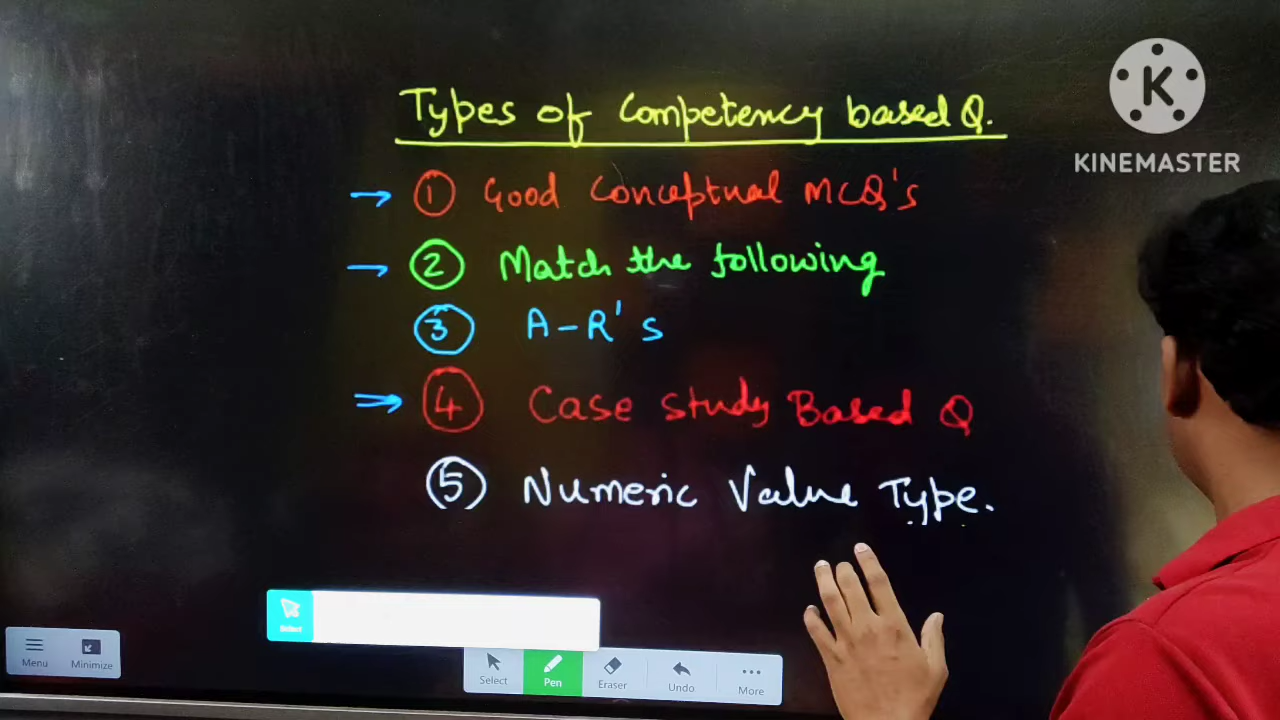 Types of Competency based Q.
K
KINEMASTER
→ ① Good Conceptual MCQ's
→ ② Match the following
③ A-R's
→ ④ Case Study Based Q
⑤ Numeric Value Type.
Select
Menu
Minimize
Select
Pen
Eraser
Undo
More